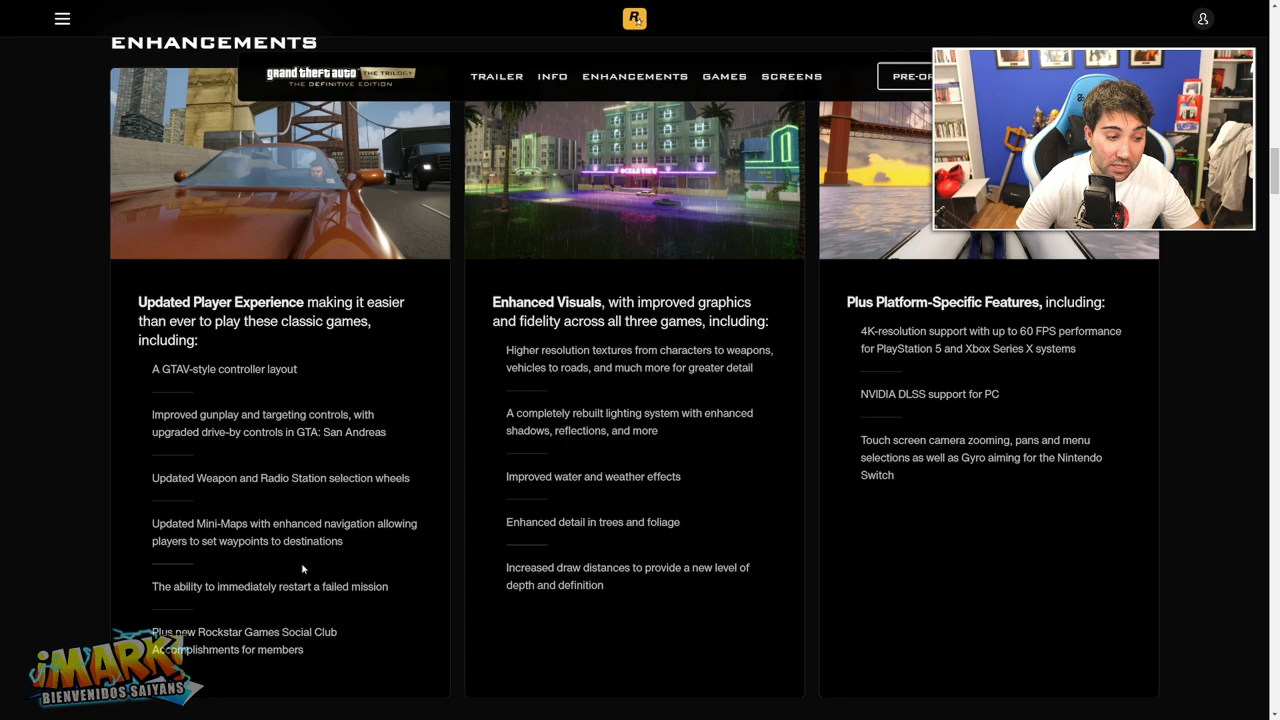 ENHANCEMENTS
grand theft auto THE TRILOGY
THE DEFINITIVE EDITION
TRAILER INFO ENHANCEMENTS GAMES SCREENS
PRE-OR
OCEAN VIEW
Updated Player Experience making it easier
than ever to play these classic games,
including:
A GTAV-style controller layout
Improved gunplay and targeting controls, with
upgraded drive-by controls in GTA: San Andreas
Updated Weapon and Radio Station selection wheels
Updated Mini-Maps with enhanced navigation allowing
players to set waypoints to destinations
The ability to immediately restart a failed mission
Plus new Rockstar Games Social Club
Accomplishments for members
Enhanced Visuals, with improved graphics
and fidelity across all three games, including:
Higher resolution textures from characters to weapons,
vehicles to roads, and much more for greater detail
A completely rebuilt lighting system with enhanced
shadows, reflections, and more
Improved water and weather effects
Enhanced detail in trees and foliage
Increased draw distances to provide a new level of
depth and definition
Plus Platform-Specific Features, including:
4K-resolution support with up to 60 FPS performance
for PlayStation 5 and Xbox Series X systems
NVIDIA DLSS support for PC
Touch screen camera zooming, pans and menu
selections as well as Gyro aiming for the Nintendo
Switch
¡MARK!
BIENVENIDOS SAIYANS